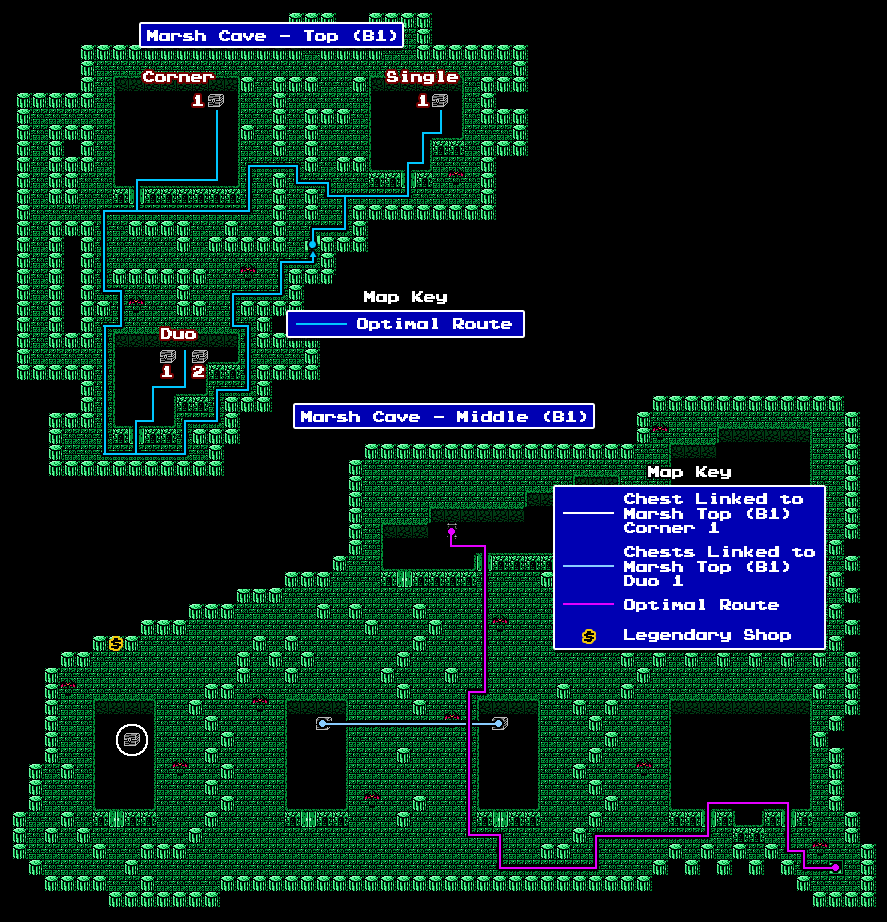 Marsh Cave - Top (B1)
Corner
Single
1
1
Map Key
Optimal Route
Duo
1 2
Marsh Cave - Middle (B1)
Map Key
Chest Linked to
Marsh Top (B1)
Corner 1
Chests Linked to
Marsh Top (B1)
Duo 1
Optimal Route
$ Legendary Shop
$